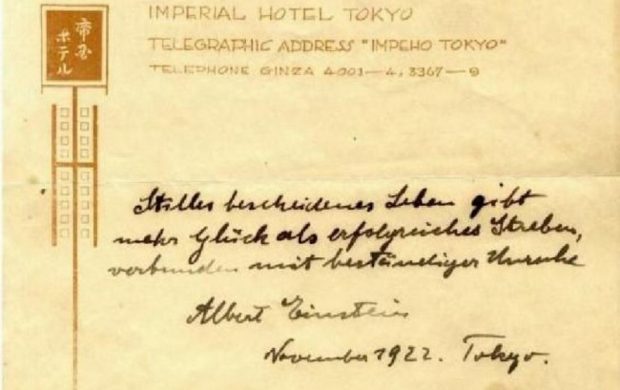 帝国
ホテル
IMPERIAL HOTEL TOKYO
TELEGRAPHIC ADDRESS "IMPEHO TOKYO"
TELEPHONE GINZA 4001—4, 3367—9
Stilles bescheidenes Leben gibt
mehr Glück als erfolgreiches Streben,
verbunden mit beständiger Unruhe
Albert Einstein
November 1922. Tokyo.